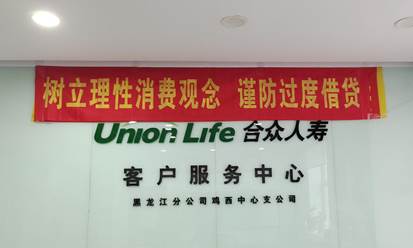 树立理性消费观念 谨防过度借贷！
Union Life 合众人寿
客户服务中心
黑龙江分公司鸡西中心支公司